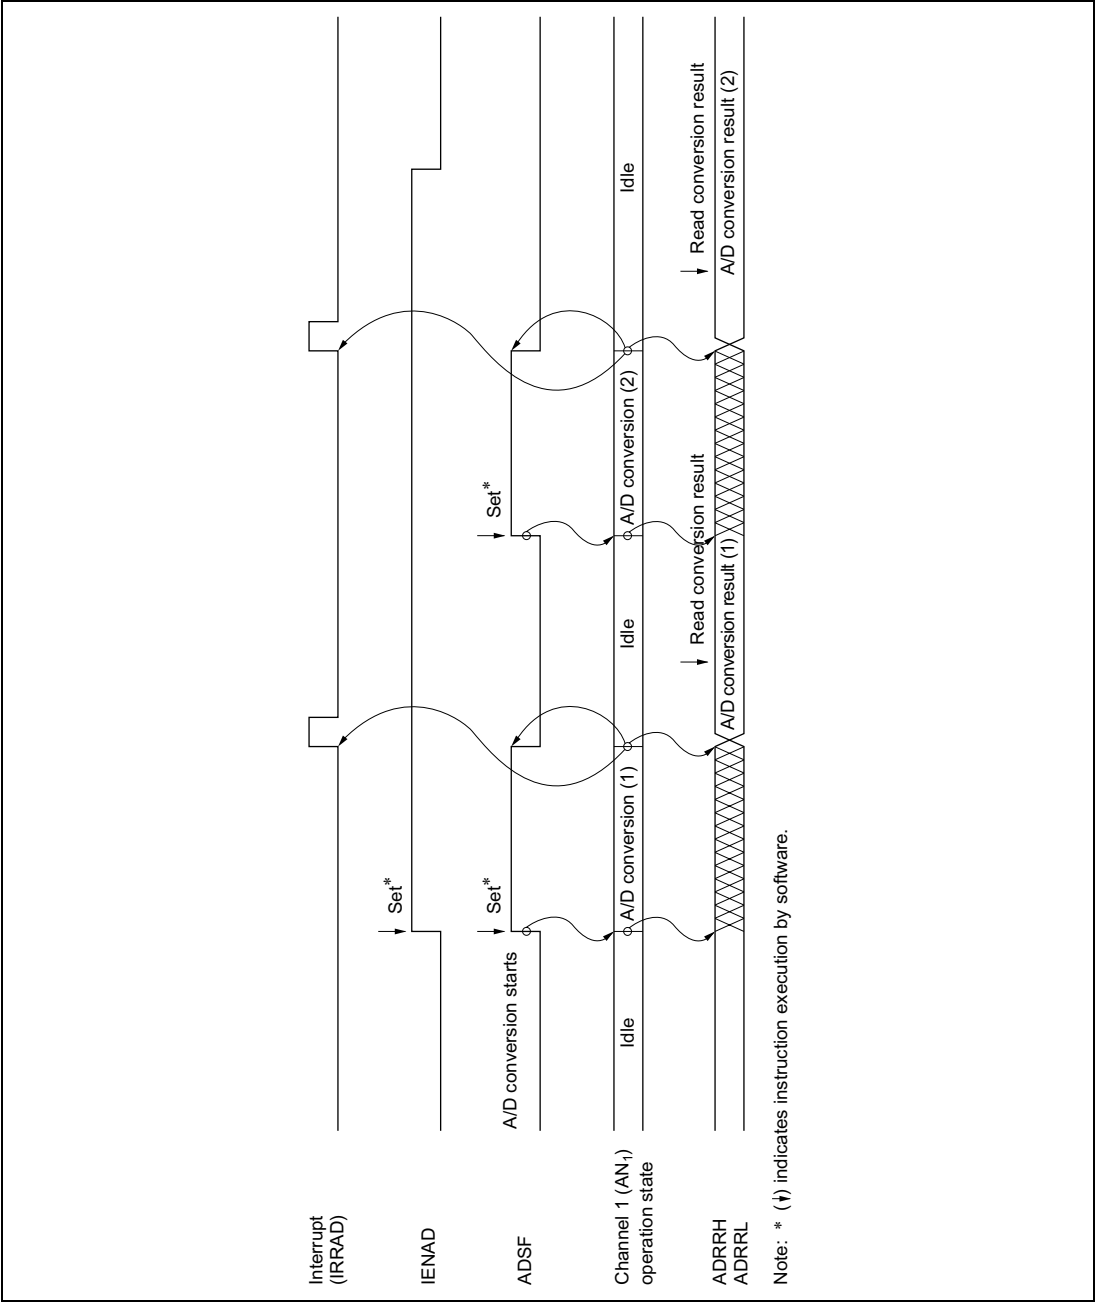 Interrupt
(IRRAD)
IENAD
Set*
ADSF
A/D conversion starts
Set*
Set*
Channel 1 (AN1)
operation state
Idle
A/D conversion (1)
Idle
A/D conversion (2)
Idle
Read conversion result
Read conversion result
ADRRH
ADRRL
A/D conversion result (1)
A/D conversion result (2)
Note: * (↓) indicates instruction execution by software.